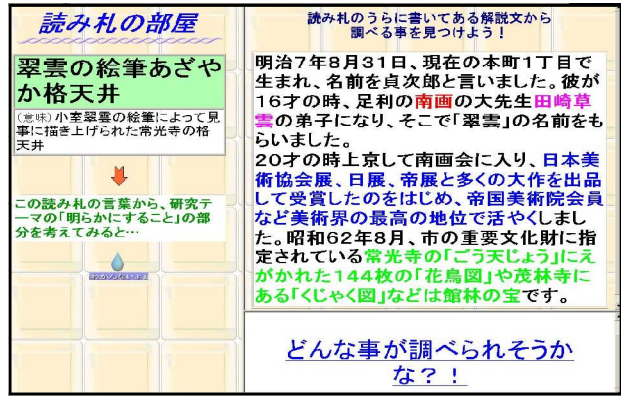 読み札の部屋
翠雲の絵筆あざや
か格天井
(意味)小室翠雲の絵筆によって見
事に描き上げられた常光寺の格
天井
この読み札の言葉から、研究テ
ーマの「明らかにすること」の部
分を考えてみると…
読み札のうらに書いてある解説文から
調べる事を見つけよう！
明治7年8月31日、現在の本町1丁目で
生まれ、名前を貞次郎と言いました。彼が
16才の時、足利の南画の大先生田崎草
雲の弟子になり、そこで「翠雲」の名前をも
らいました。
20才の時上京して南画会に入り、日本美
術協会展、日展、帝展と多くの大作を出品
して受賞したのをはじめ、帝国美術院会員
など美術界の最高の地位で活やくしまし
た。昭和62年8月、市の重要文化財に指
定されている常光寺の「ごう天じょう」にえ
がかれた144枚の「花鳥図」や茂林寺に
ある「くじゃく図」などは館林の宝です。
どんな事が調べられそうか
な？！